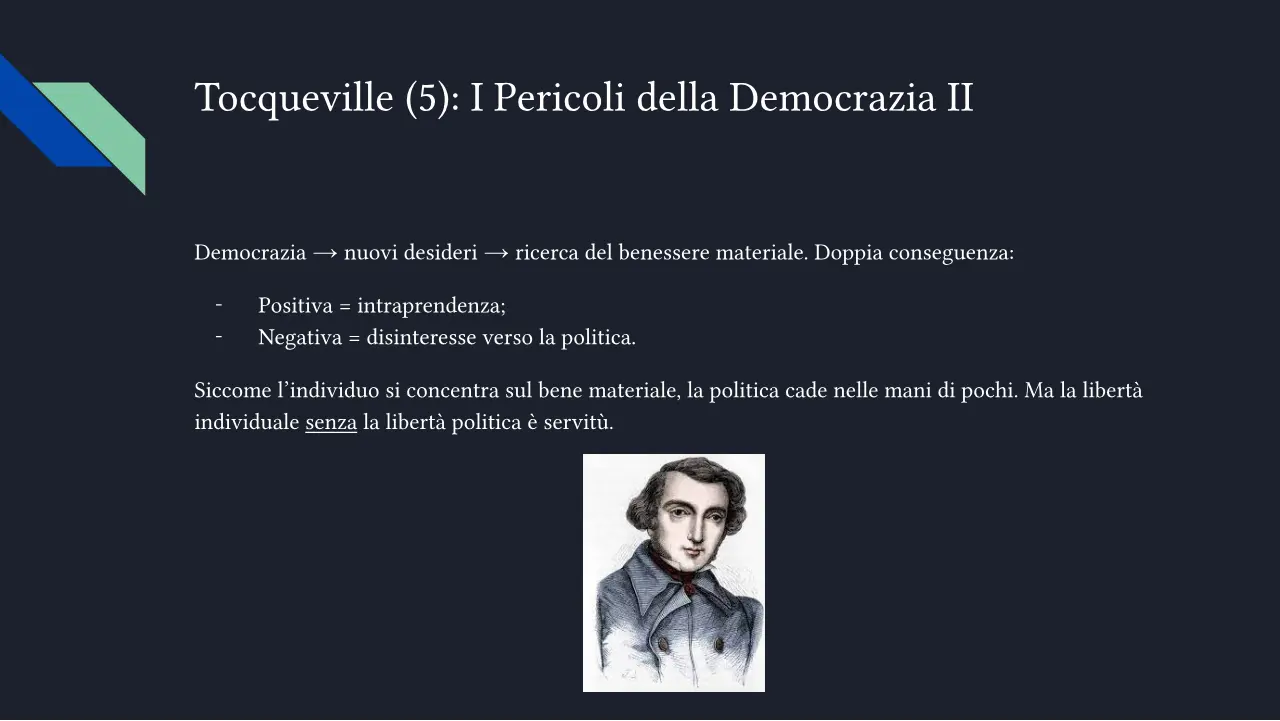 Tocqueville (5): I Pericoli della Democrazia II
Democrazia → nuovi desideri → ricerca del benessere materiale. Doppia conseguenza:
- Positiva = intraprendenza;
- Negativa = disinteresse verso la politica.
Siccome l’individuo si concentra sul bene materiale, la politica cade nelle mani di pochi. Ma la libertà
individuale senza la libertà politica è servitù.